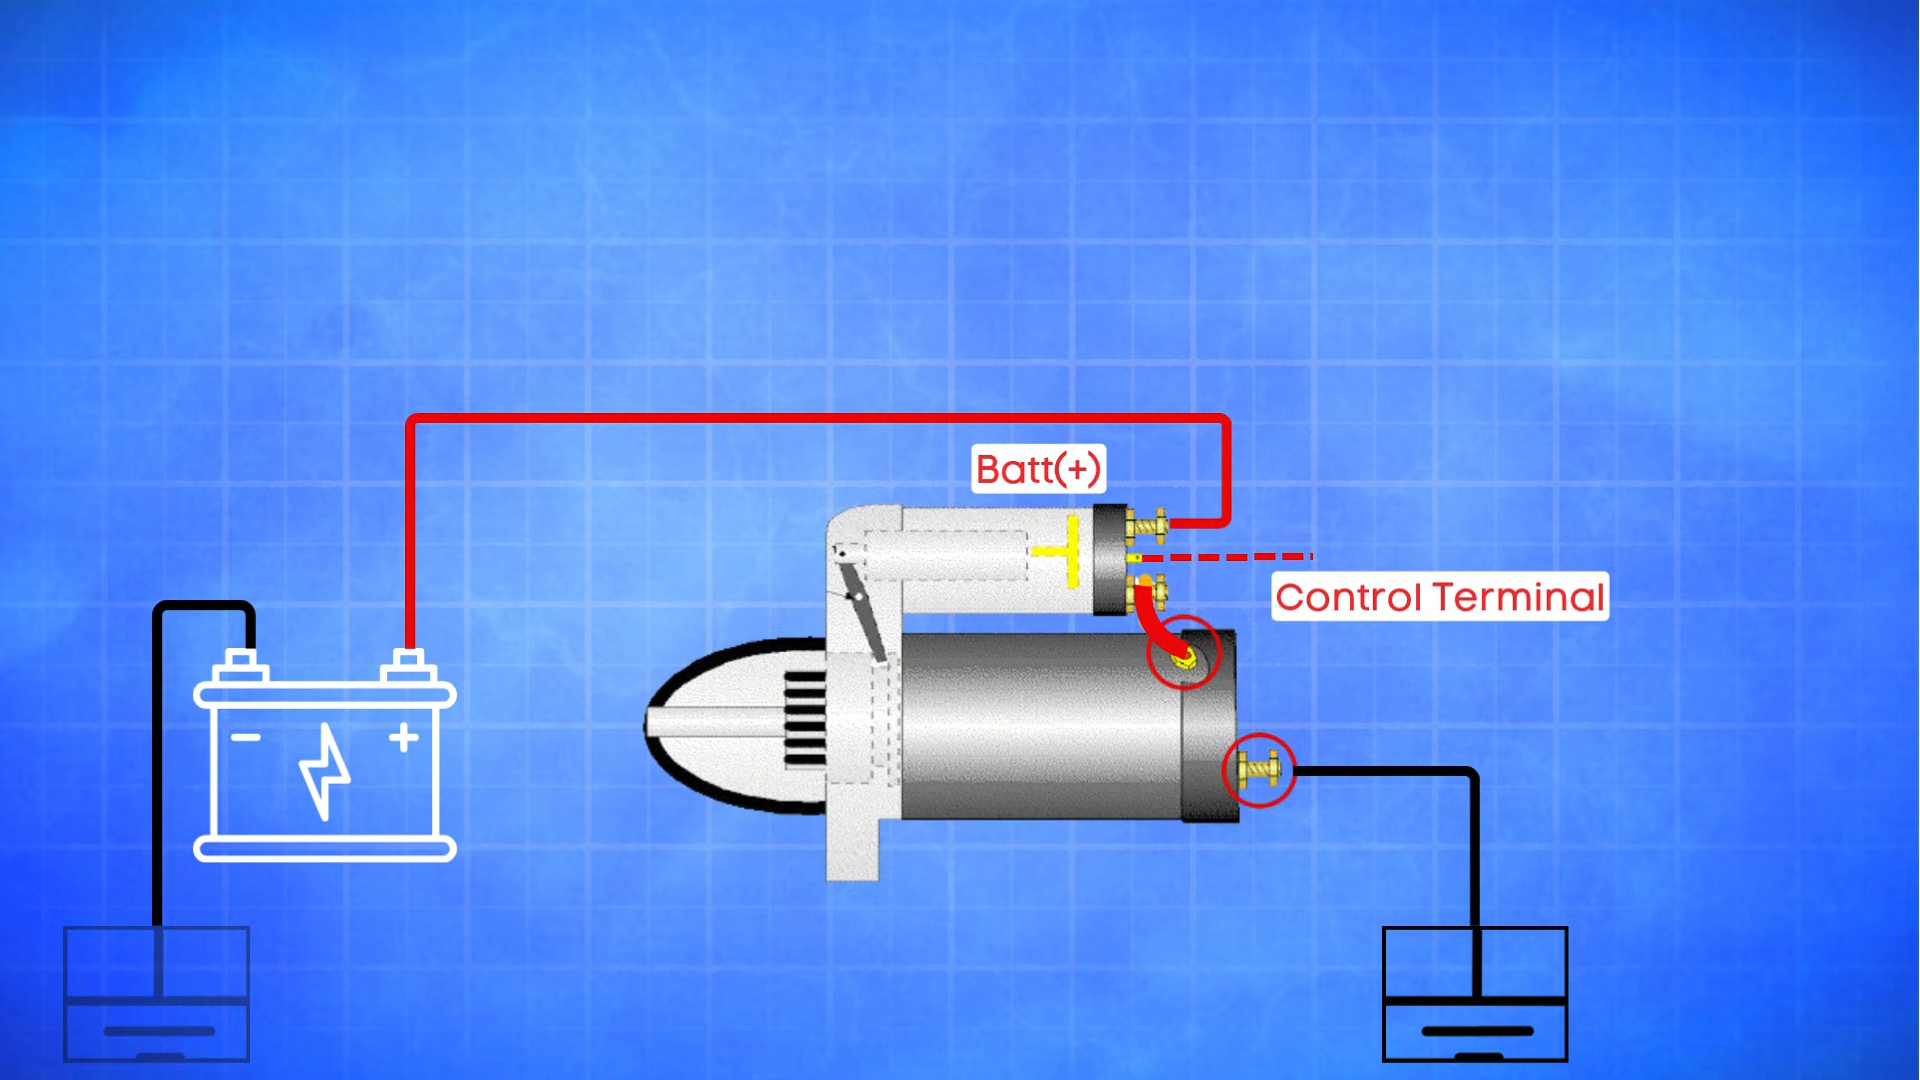 Batt(+)
Control Terminal
- +